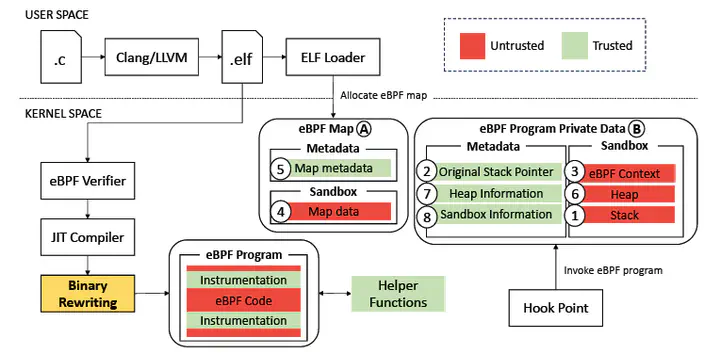 USER SPACE
.c
Clang/LLVM
.elf
ELF Loader
Untrusted
Trusted
Allocate eBPF map
KERNEL SPACE
eBPF Verifier
JIT Compiler
Binary
Rewriting
eBPF Map A
Metadata
5 Map metadata
Sandbox
4 Map data
eBPF Program Private Data B
Metadata
2 Original Stack Pointer
7 Heap Information
8 Sandbox Information
Sandbox
3 eBPF Context
6 Heap
1 Stack
eBPF Program
Instrumentation
eBPF Code
Instrumentation
Helper
Functions
Invoke eBPF program
Hook Point